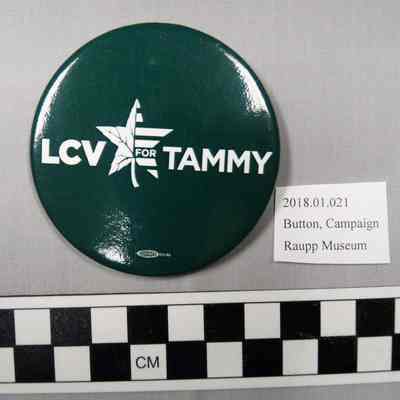 LCV FOR TAMMY
2018.01.021
Button, Campaign
Raupp Museum
CM